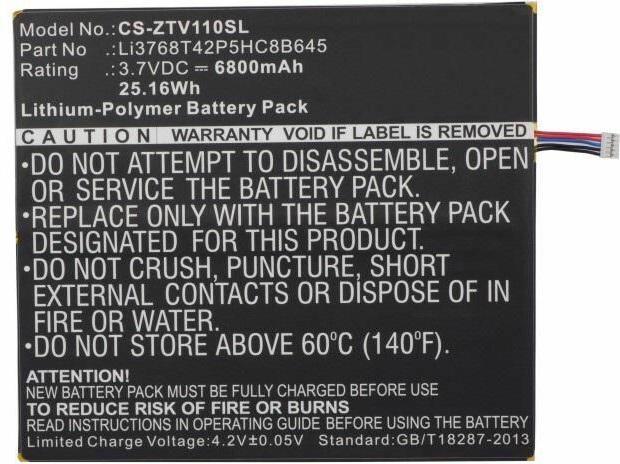 Model No.:CS-ZTV110SL
Part No .:Li3768T42P5HC8B645
Rating .:3.7VDC ⎓ 6800mAh
25.16Wh
Lithium-Polymer Battery Pack
CAUTION WARRANTY VOID IF LABEL IS REMOVED
•DO NOT ATTEMPT TO DISASSEMBLE, OPEN
OR SERVICE THE BATTERY PACK.
•REPLACE ONLY WITH THE BATTERY PACK
DESIGNATED FOR THIS PRODUCT.
•DO NOT CRUSH, PUNCTURE, SHORT
EXTERNAL CONTACTS OR DISPOSE OF IN
FIRE OR WATER.
•DO NOT STORE ABOVE 60°C (140°F).
ATTENTION!
NEW BATTERY PACK MUST BE FULLY CHARGED BEFORE USE
TO REDUCE RISK OF FIRE OR BURNS
READ INSTRUCTIONS IN OPERATING GUIDE BEFORE USING THE BATTERY
Limited Charge Voltage:4.2V±0.05V Standard:GB/T18287-2013